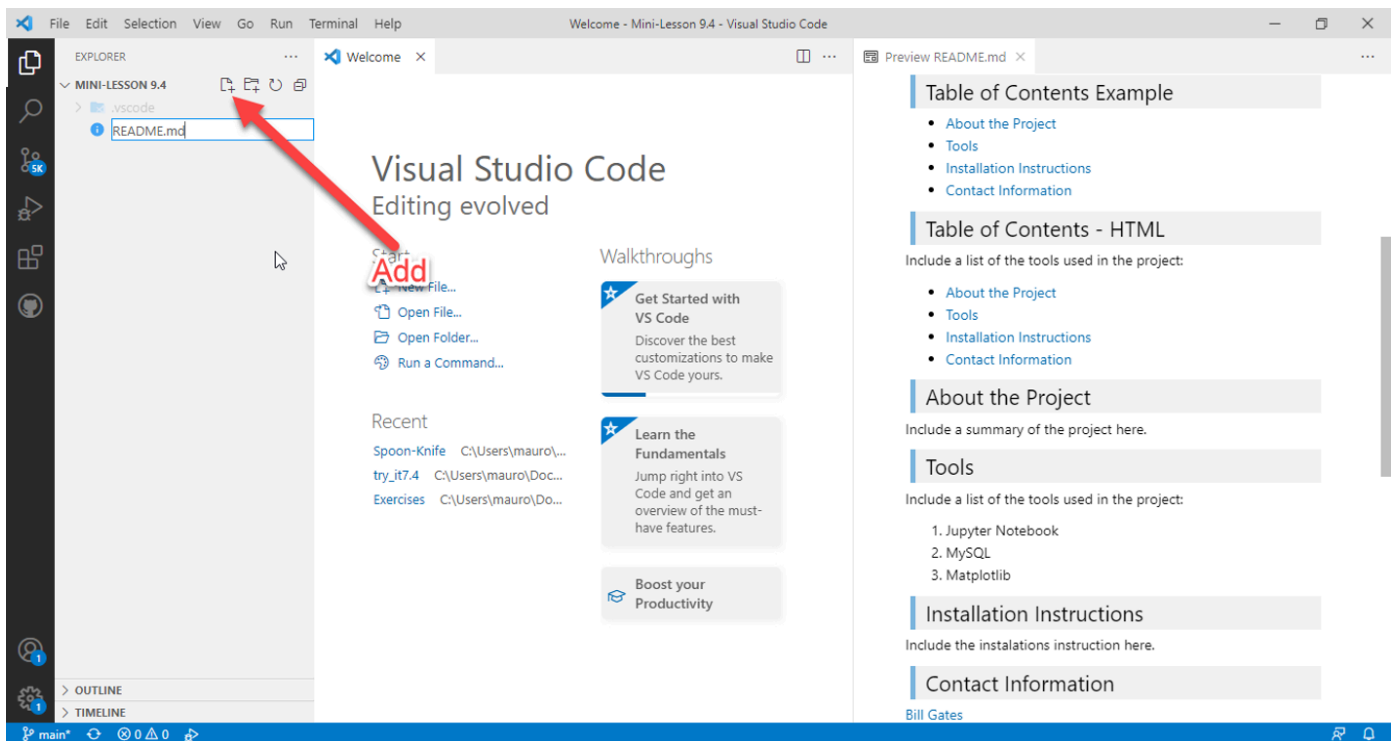 File Edit Selection View Go Run Terminal Help
Welcome - Mini-Lesson 9.4 - Visual Studio Code
EXPLORER
MINI-LESSON 9.4
.vscode
README.md
5K
1
1
OUTLINE
TIMELINE
Welcome
Visual Studio Code
Editing evolved
Start
Add
New File...
Open File...
Open Folder...
Run a Command...
Recent
Spoon-Knife C:\Users\mauro\...
try_it7.4 C:\Users\mauro\Doc...
Exercises C:\Users\mauro\Do...
Walkthroughs
Get Started with
VS Code
Discover the best
customizations to make
VS Code yours.
Learn the
Fundamentals
Jump right into VS
Code and get an
overview of the must-
have features.
Boost your
Productivity
Preview README.md
Table of Contents Example
About the Project
Tools
Installation Instructions
Contact Information
Table of Contents - HTML
Include a list of the tools used in the project:
About the Project
Tools
Installation Instructions
Contact Information
About the Project
Include a summary of the project here.
Tools
Include a list of the tools used in the project:
1. Jupyter Notebook
2. MySQL
3. Matplotlib
Installation Instructions
Include the instalations instruction here.
Contact Information
Bill Gates
main* 0 0